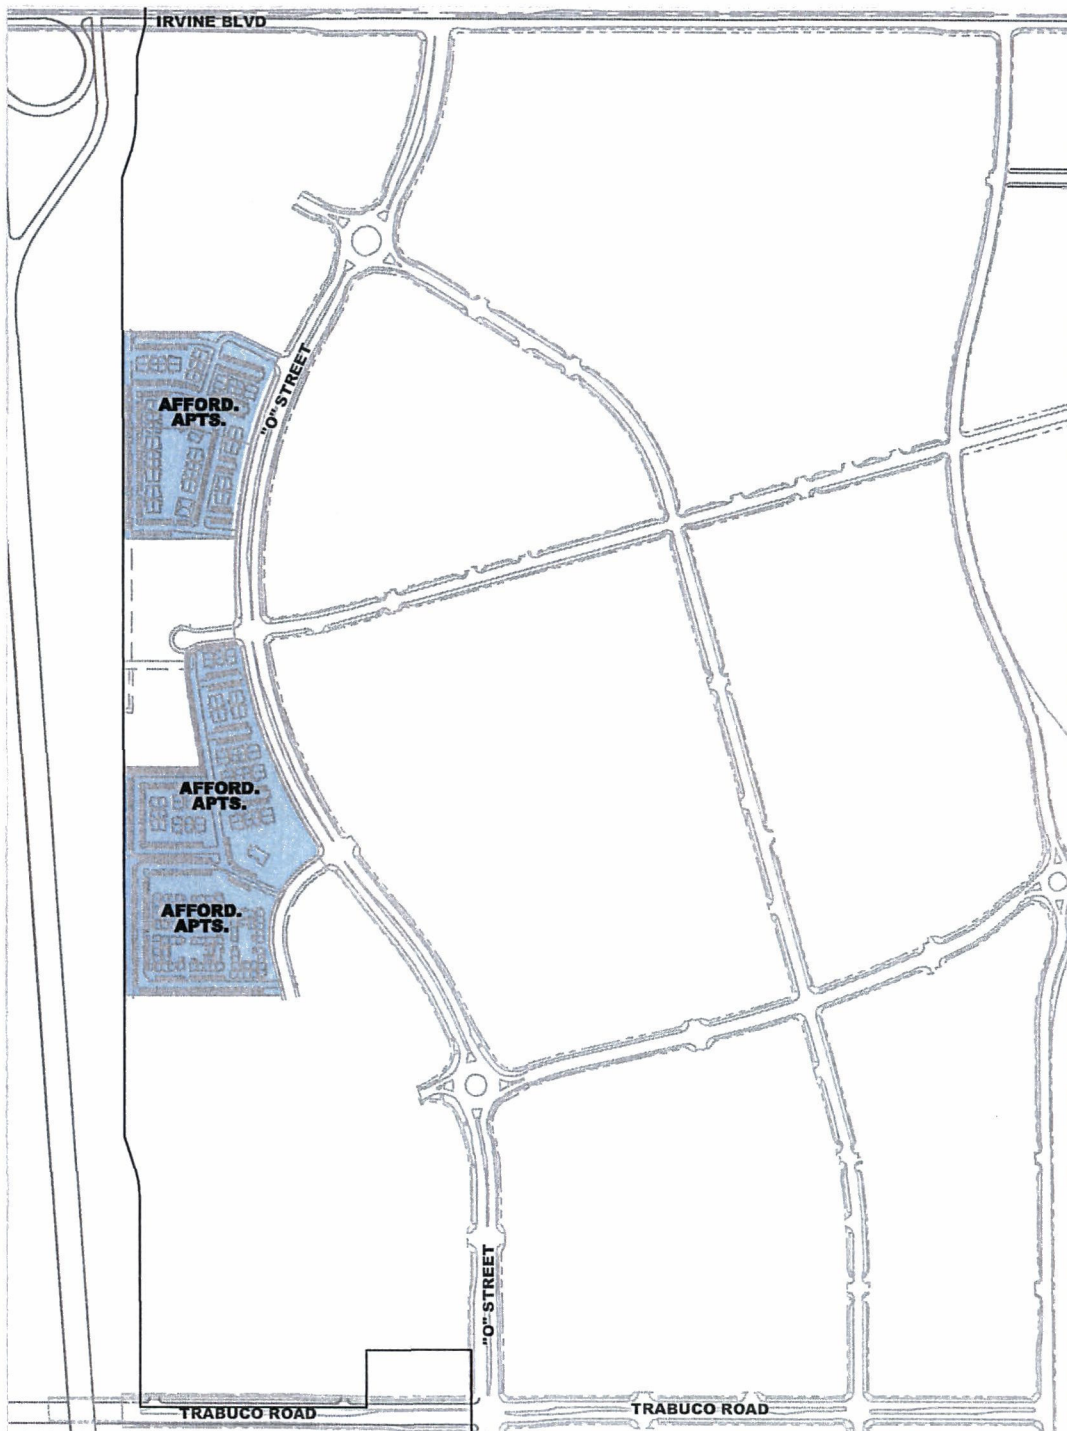 IRVINE BLVD
"O" STREET
AFFORD.
APTS.
AFFORD.
APTS.
AFFORD.
APTS.
"O" STREET
TRABUCO ROAD
TRABUCO ROAD